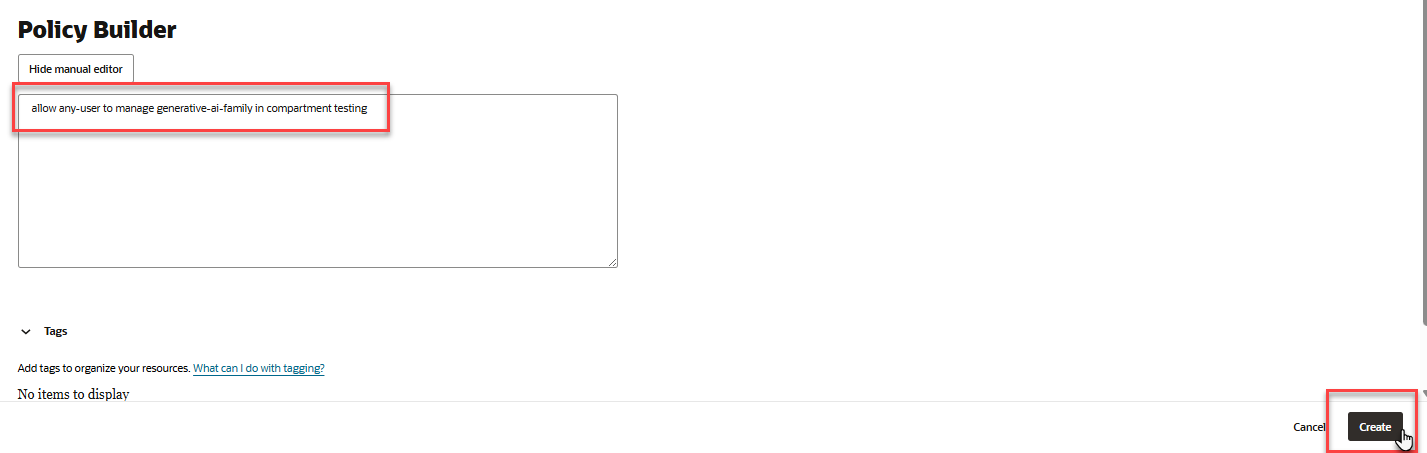 Policy Builder
Hide manual editor
allow any-user to manage generative-ai-family in compartment testing
Tags
Add tags to organize your resources. What can I do with tagging?
No items to display
Cancel
Create